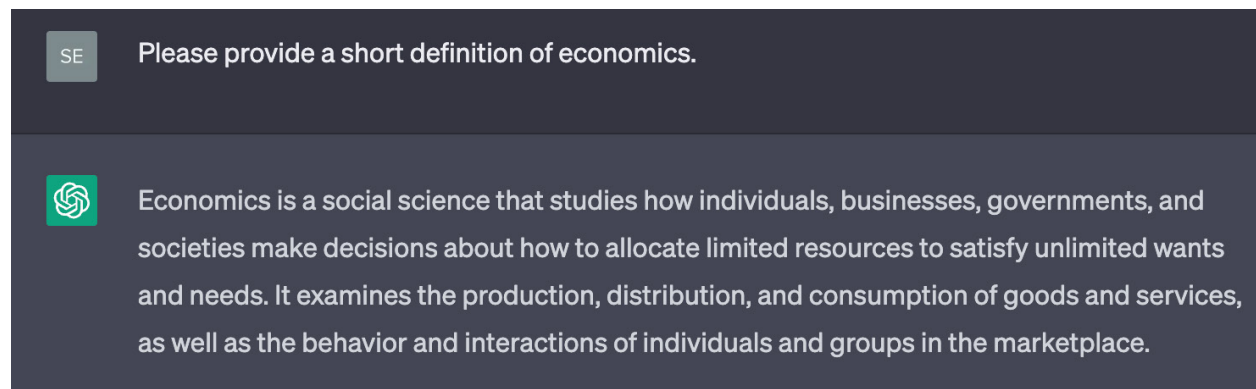 SE
Please provide a short definition of economics.
Economics is a social science that studies how individuals, businesses, governments, and
societies make decisions about how to allocate limited resources to satisfy unlimited wants
and needs. It examines the production, distribution, and consumption of goods and services,
as well as the behavior and interactions of individuals and groups in the marketplace.